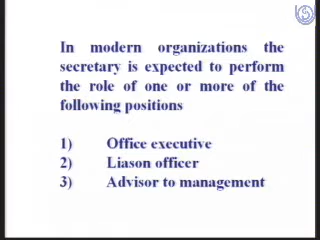 In modern organizations the
secretary is expected to perform
the role of one or more of the
following positions
1) Office executive
2) Liason officer
3) Advisor to management